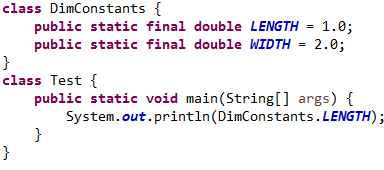 class DimConstants {
    public static final double LENGTH = 1.0;
    public static final double WIDTH = 2.0;
}
class Test {
    public static void main(String[] args) {
        System.out.println(DimConstants.LENGTH);
    }
}